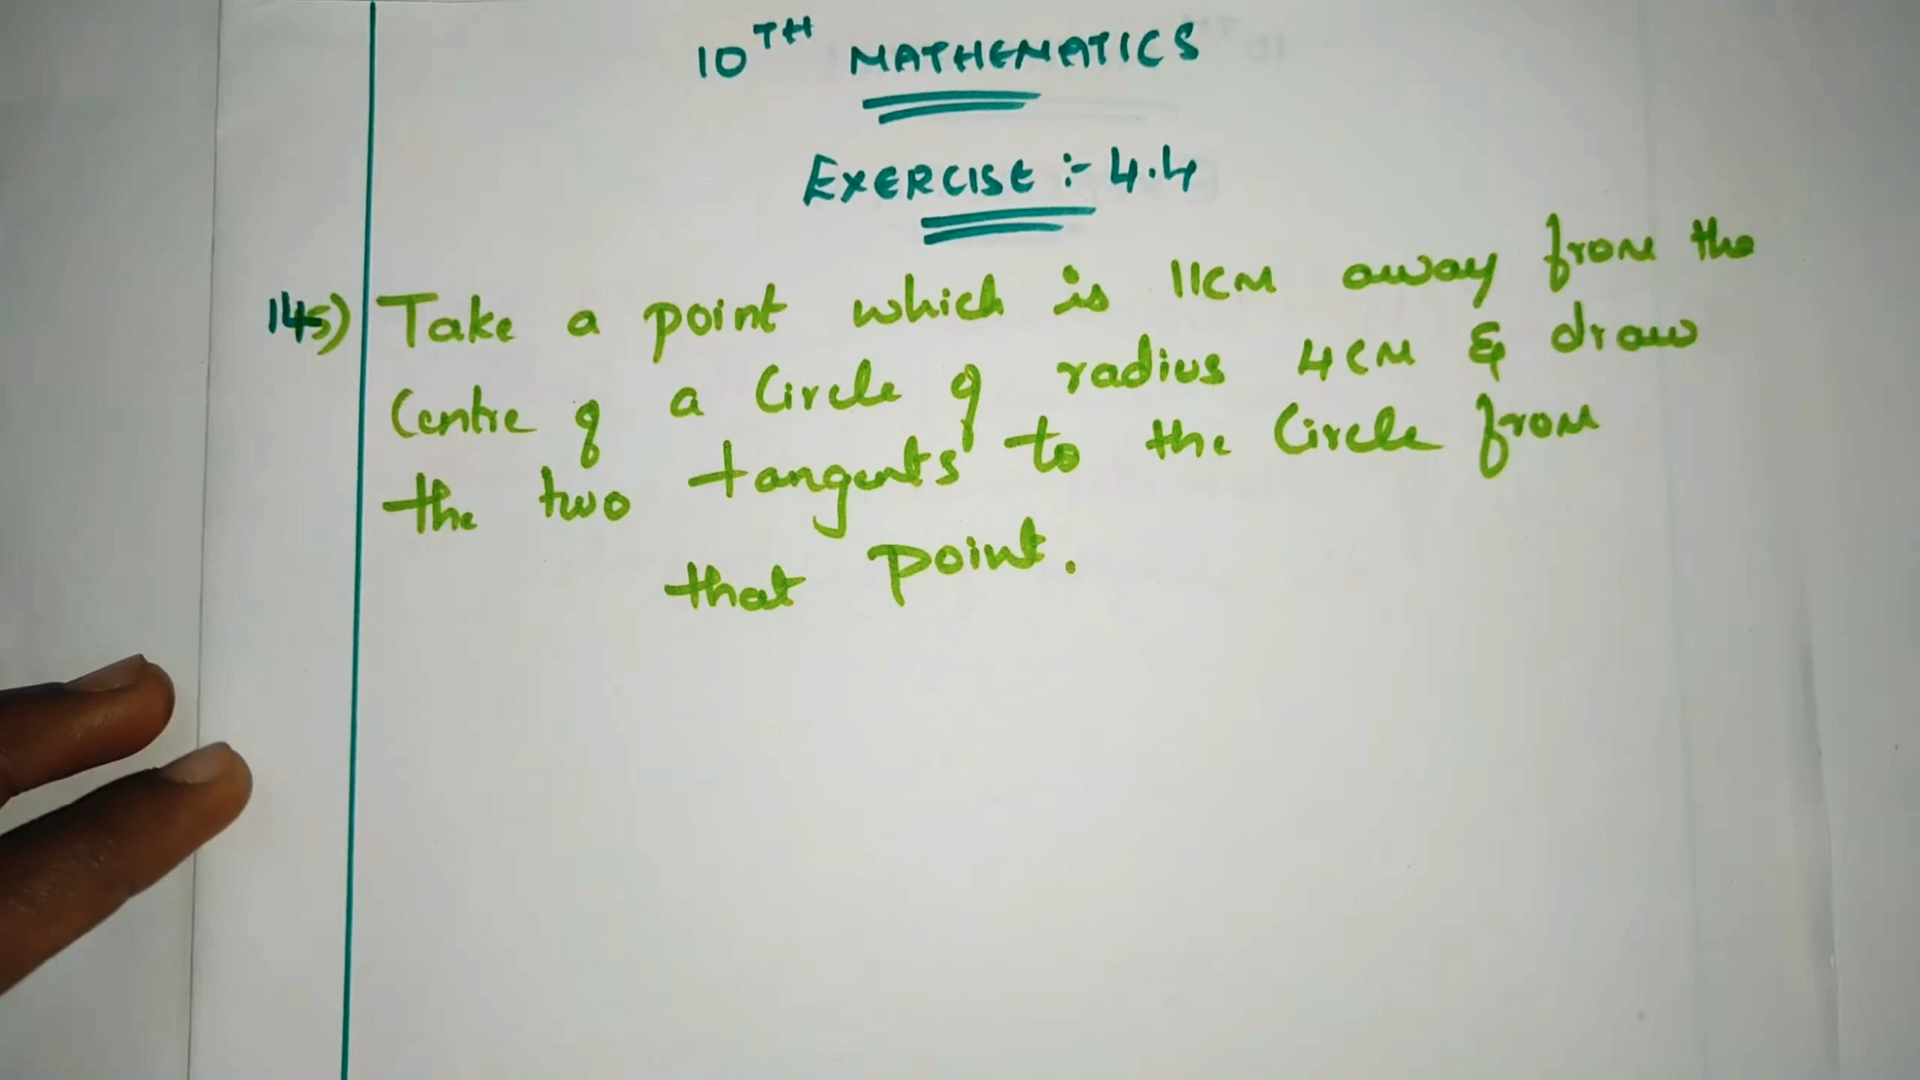 10TH MATHEMATICS
EXERCISE :- 4.4
14s) Take a point which is 11cm away from the
Centre of a Circle of radius 4cm & draw
the two tangents to the Circle from
that point.